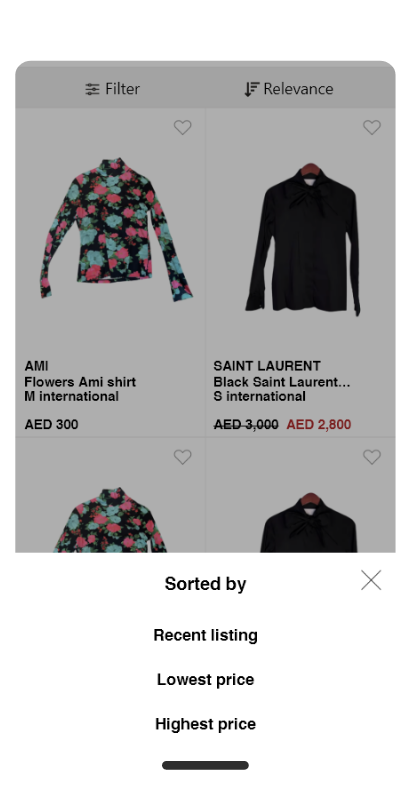 Filter
Relevance
AMI
Flowers Ami shirt
M international
AED 300
SAINT LAURENT
Black Saint Laurent...
S international
AED 3,000 AED 2,800
Sorted by
Recent listing
Lowest price
Highest price